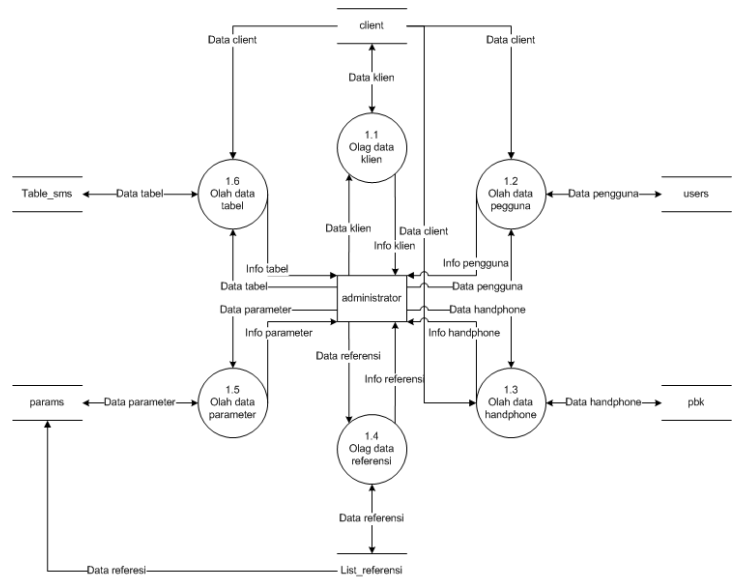 client
Data client
Data client
Data klien
1.1
Olag data
klien
1.6
Olah data
tabel
1.2
Olah data
pegguna
Table_sms
Data tabel
Data pengguna
users
Data klien
Data client
Info klien
Info tabel
Info pengguna
Data tabel
Data pengguna
administrator
Data parameter
Data handphone
Info parameter
Info handphone
Data referensi
Info referensi
params
Data parameter
1.5
Olah data
parameter
1.3
Olah data
handphone
Data handphone
pbk
1.4
Olag data
referensi
Data referensi
Data referesi
List_referensi